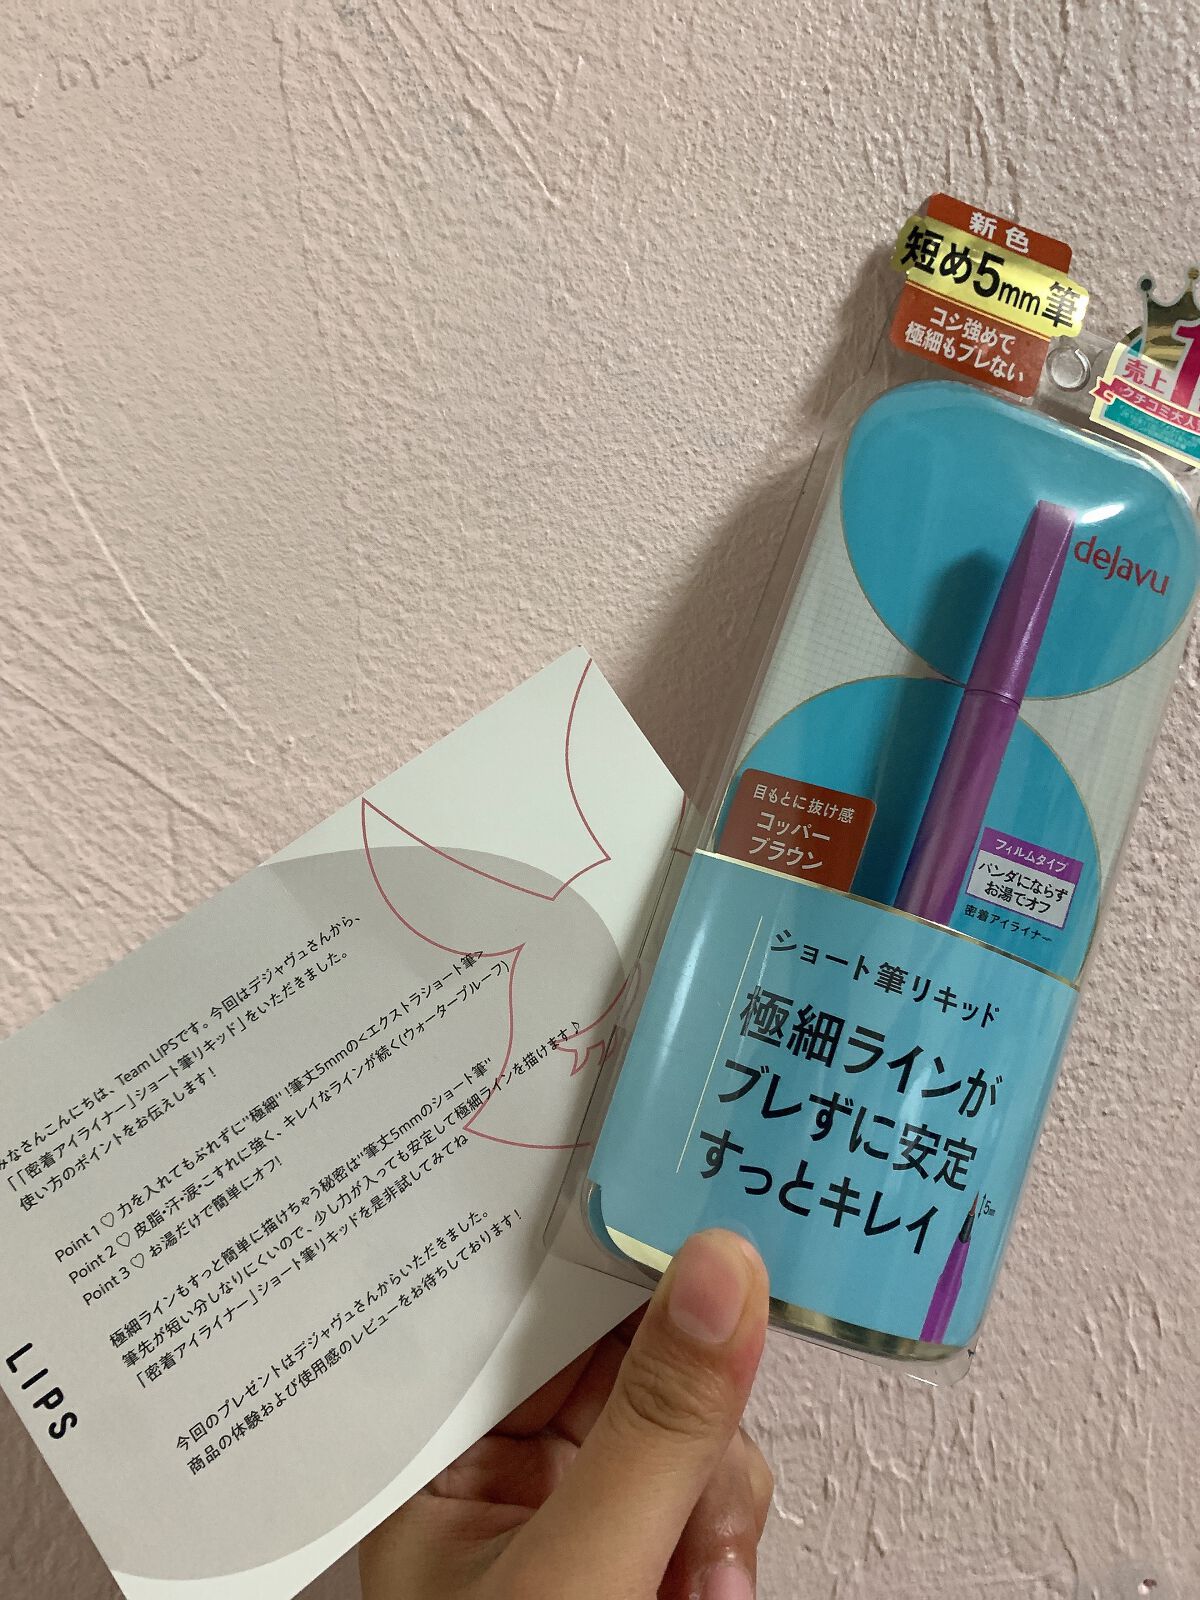 新色
短め5mm筆
コシ強めで
極細もブレない
売上
1
クチコミ大人
dejavu
目もとに抜け感
コッパー
ブラウン
フィルムタイプ
パンダにならず
お湯でオフ
密着アイライナー
ショート筆リキッド
極細ラインが
ブレずに安定
すっとキレイ
5mm
みなさんこんにちは、Team LIPSです。今回はデジャヴュさんから、
「「密着アイライナー」ショート筆リキッド」をいただきました。
使い方のポイントをお伝えします!
Point 1 ♡ 力を入れてもぶれずに"極細"!筆丈5mmの<エクストラショート筆>
Point 2 ♡ 皮脂・汗・涙・こすれに強く、キレイなラインが続く(ウォータープルーフ)
Point 3 ♡ お湯だけで簡単にオフ!
極細ラインもすっと簡単に描けちゃう秘密は"筆丈5mmのショート筆"
筆先が短い分しなりにくいので、少し力が入っても安定して極細ラインを描けます♪
「密着アイライナー」ショート筆リキッドを是非試してみてね
今回のプレゼントはデジャヴュさんからいただきました。
商品の体験および使用感のレビューをお待ちしております!
LIPS